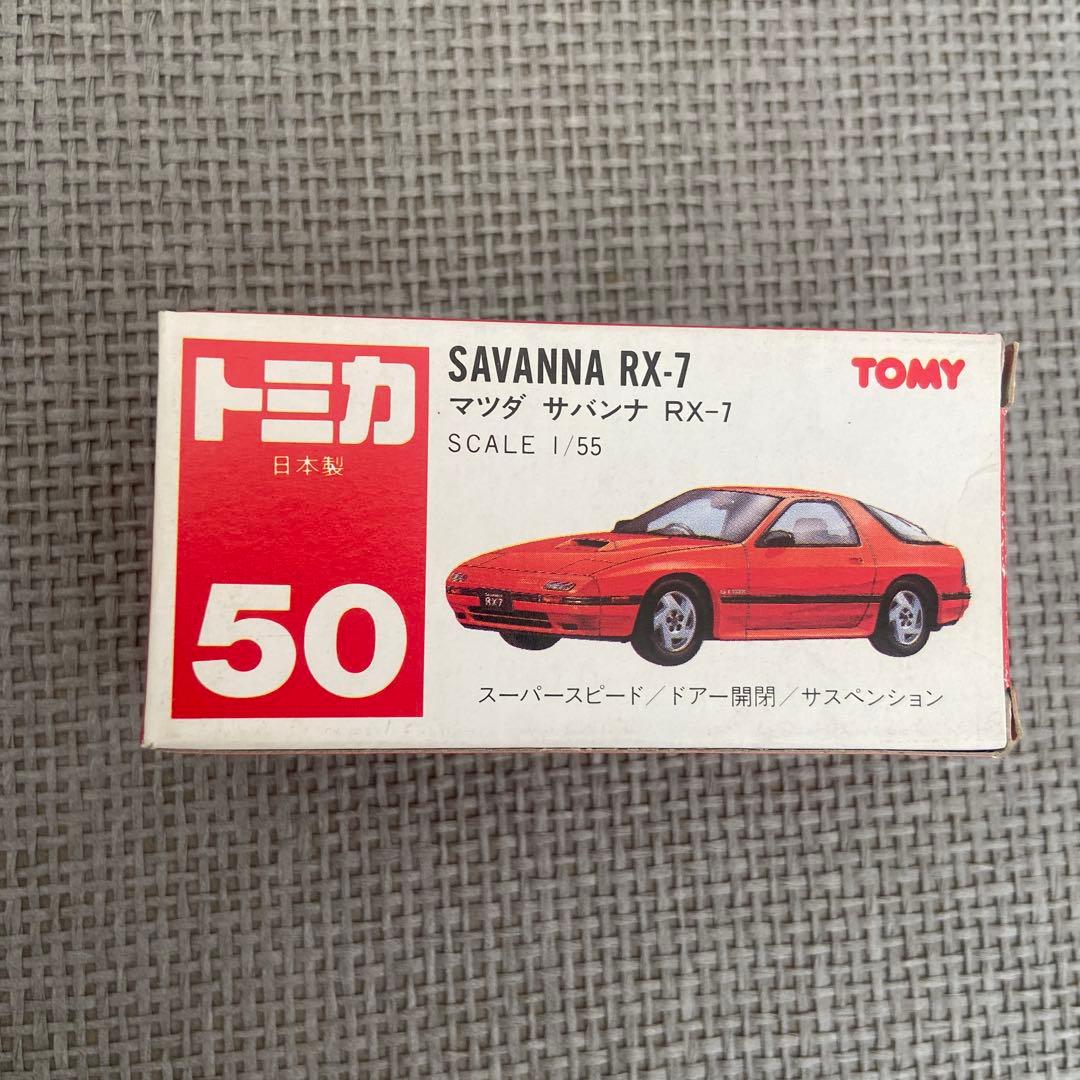 トミカ
日本製
50
SAVANNA RX-7
マツダ サバンナ RX-7
SCALE 1/55
TOMY
RX7
スーパースピード/ドアー開閉/サスペンション